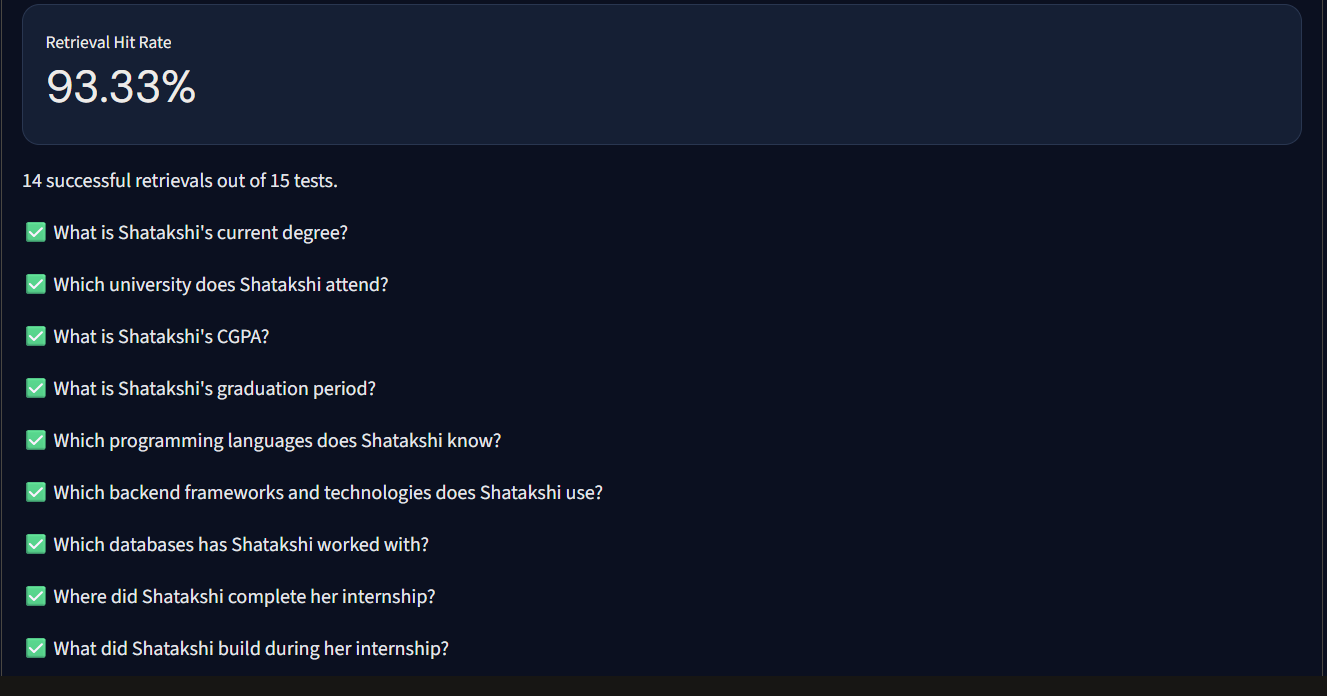 Retrieval Hit Rate
93.33%
14 successful retrievals out of 15 tests.
✅ What is Shatakshi's current degree?
✅ Which university does Shatakshi attend?
✅ What is Shatakshi's CGPA?
✅ What is Shatakshi's graduation period?
✅ Which programming languages does Shatakshi know?
✅ Which backend frameworks and technologies does Shatakshi use?
✅ Which databases has Shatakshi worked with?
✅ Where did Shatakshi complete her internship?
✅ What did Shatakshi build during her internship?